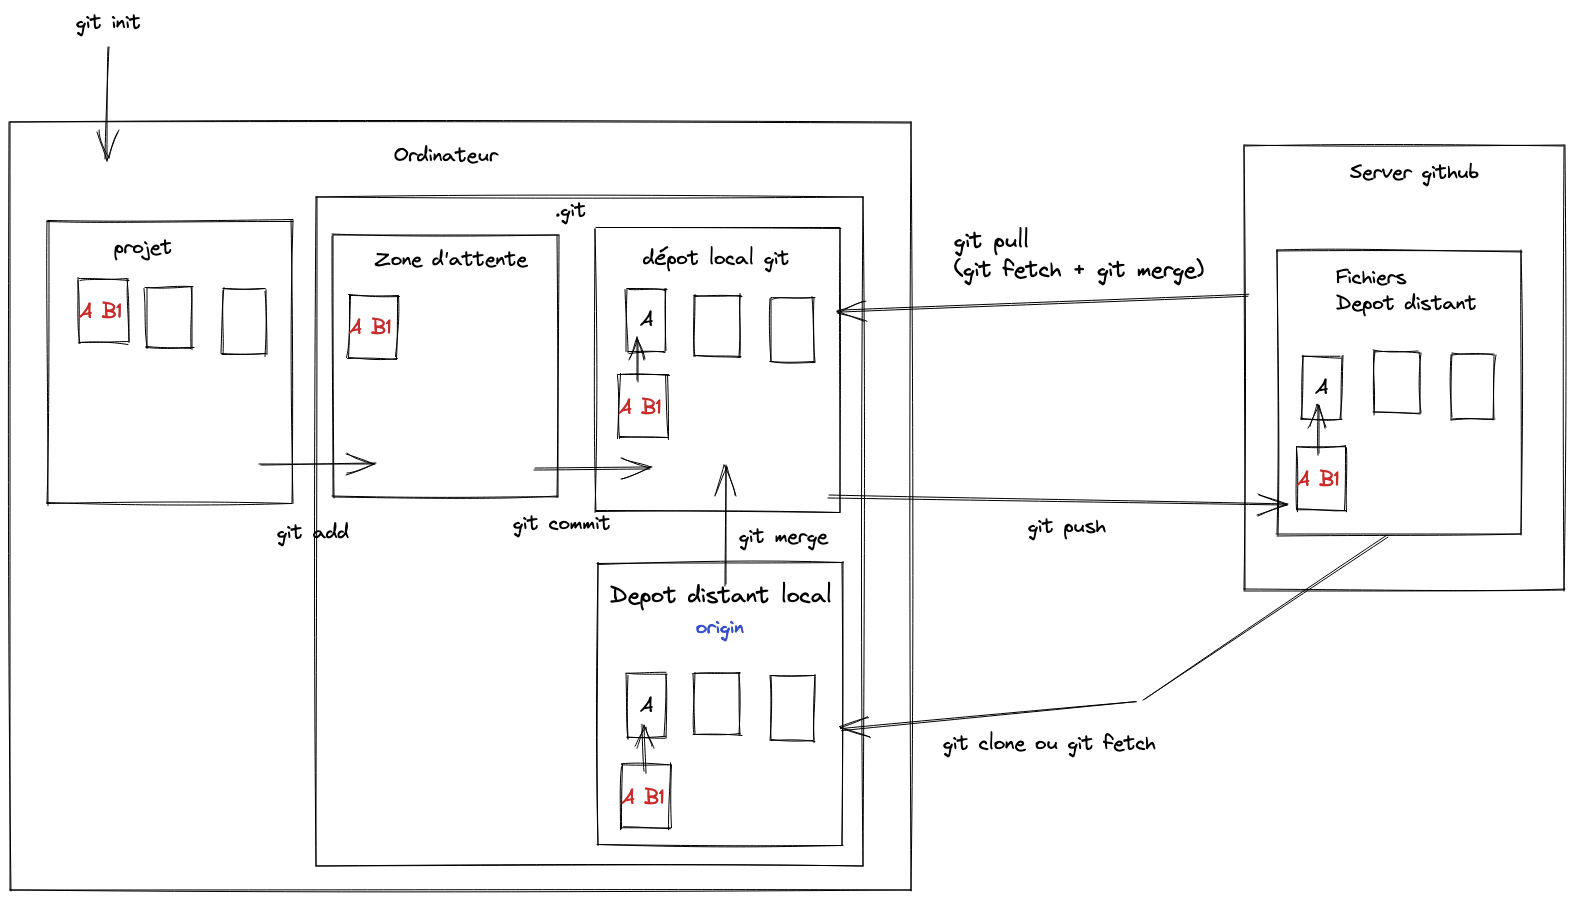 git init
Ordinateur
.git
projet
A B1
Zone d'attente
A B1
dépot local git
A
A B1
git add
git commit
git merge
Depot distant local
origin
A
A B1
git pull
(git fetch + git merge)
git push
git clone ou git fetch
Server github
Fichiers
Depot distant
A
A B1